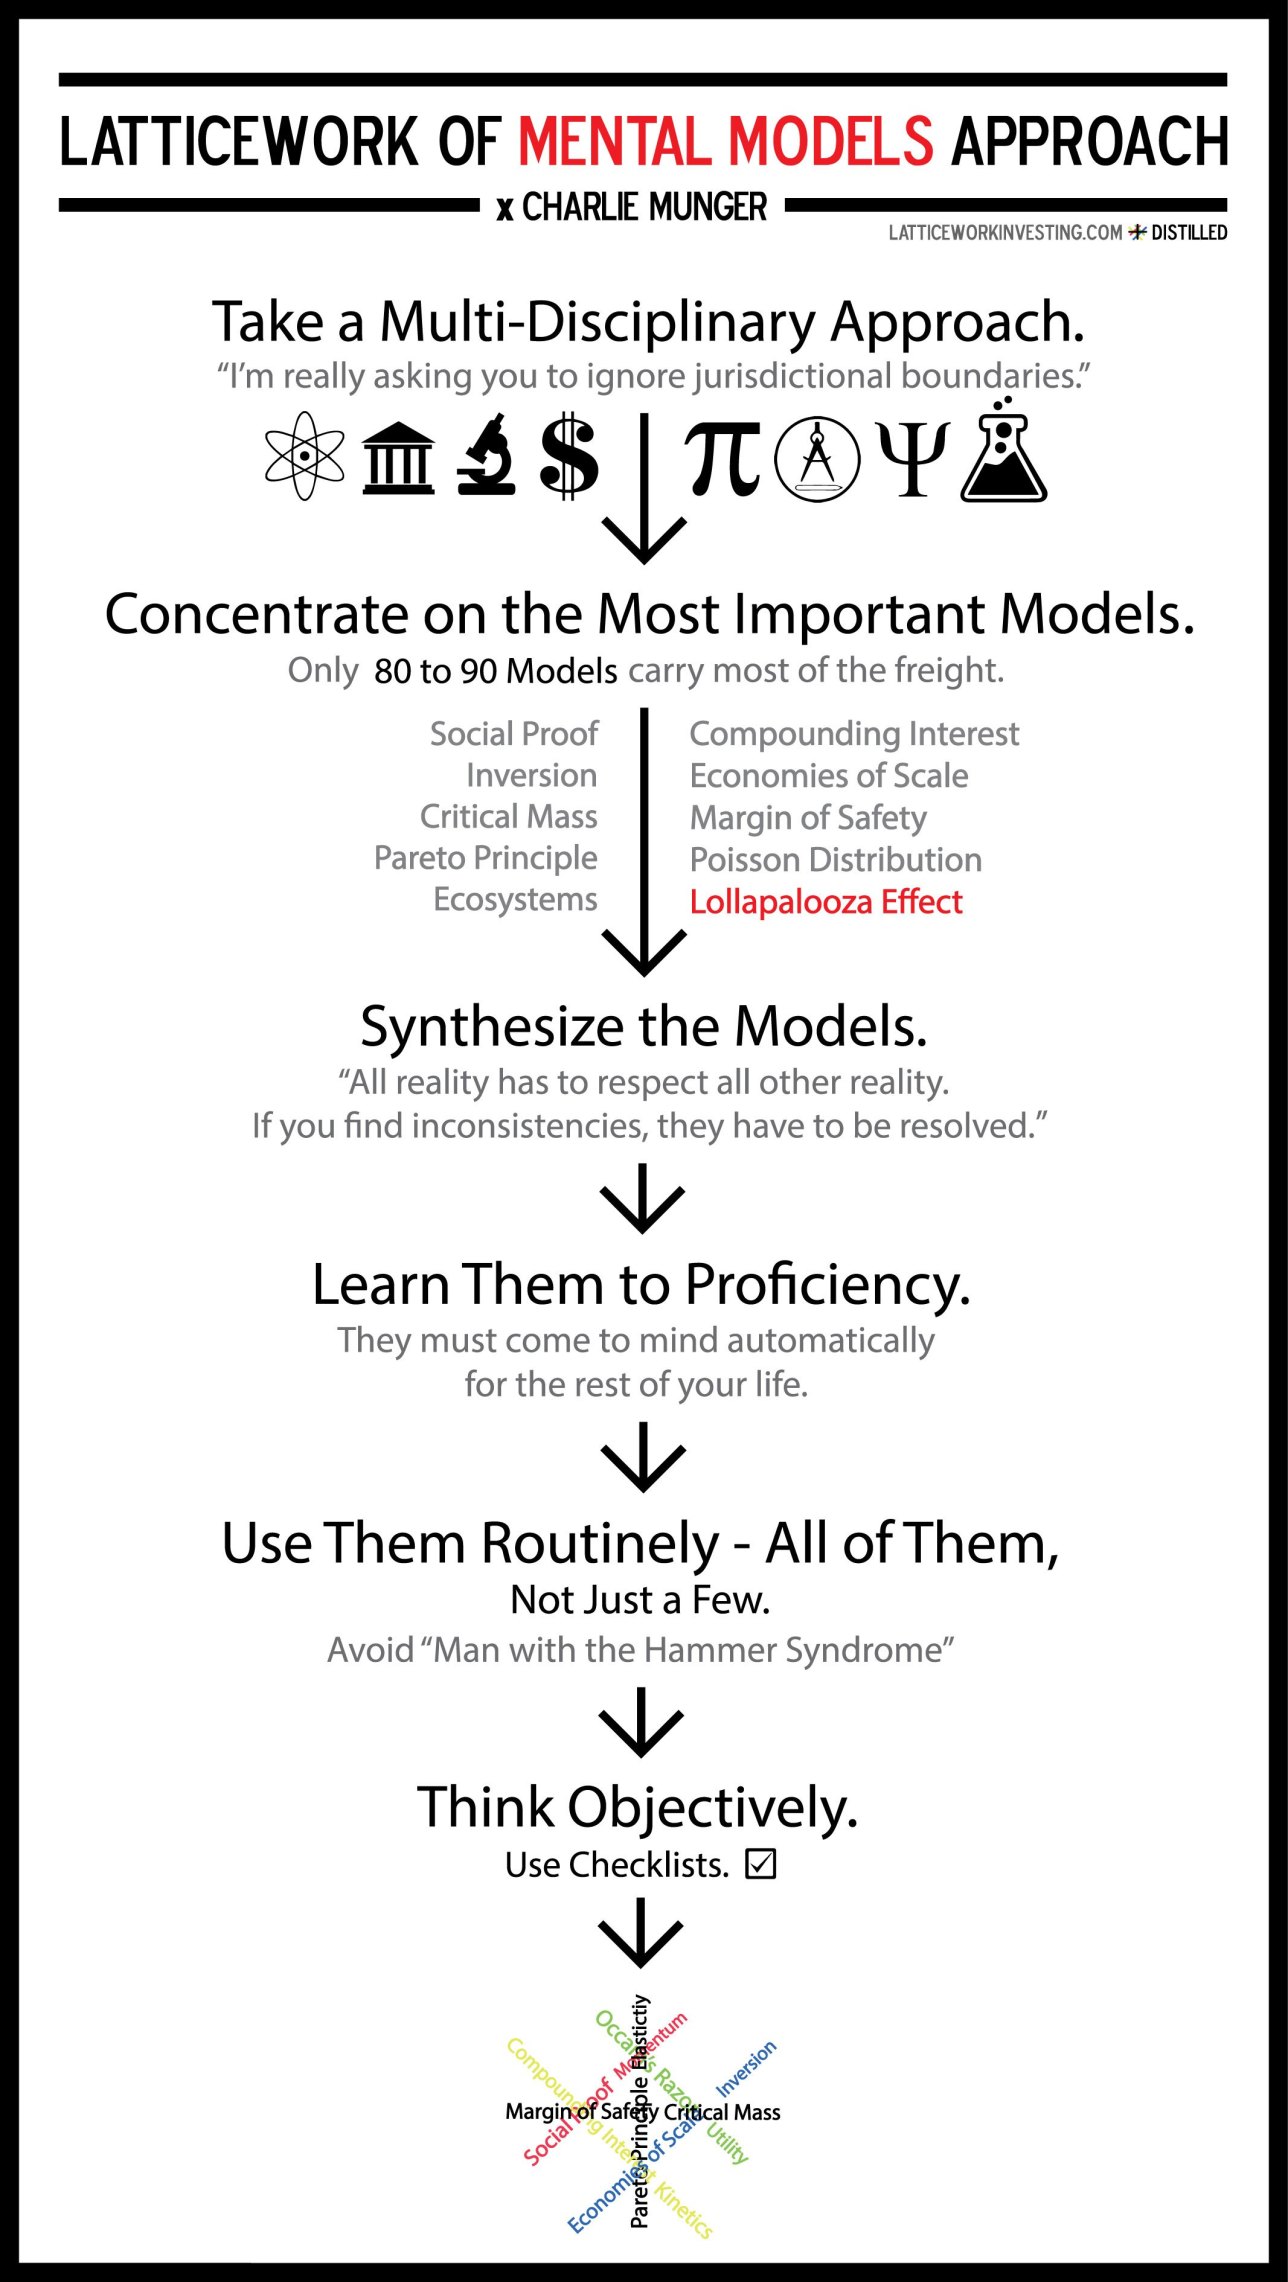 LATTICEWORK OF MENTAL MODELS APPROACH
x CHARLIE MUNGER
LATTICEWORKINVESTING.COM DISTILLED
Take a Multi-Disciplinary Approach.
“I’m really asking you to ignore jurisdictional boundaries.”
$ π Ψ
Concentrate on the Most Important Models.
Only 80 to 90 Models carry most of the freight.
Social Proof
Inversion
Critical Mass
Pareto Principle
Ecosystems
Compounding Interest
Economies of Scale
Margin of Safety
Poisson Distribution
Lollapalooza Effect
Synthesize the Models.
“All reality has to respect all other reality.
If you find inconsistencies, they have to be resolved.”
Learn Them to Proficiency.
They must come to mind automatically
for the rest of your life.
Use Them Routinely - All of Them,
Not Just a Few.
Avoid “Man with the Hammer Syndrome”
Think Objectively.
Use Checklists.
Occam's Razor Utility
Social Proof Momentum
Pareto Principle Elastictiy
Compounding Interest Kinetics
Economies of Scale Inversion
Margin of Safety Critical Mass